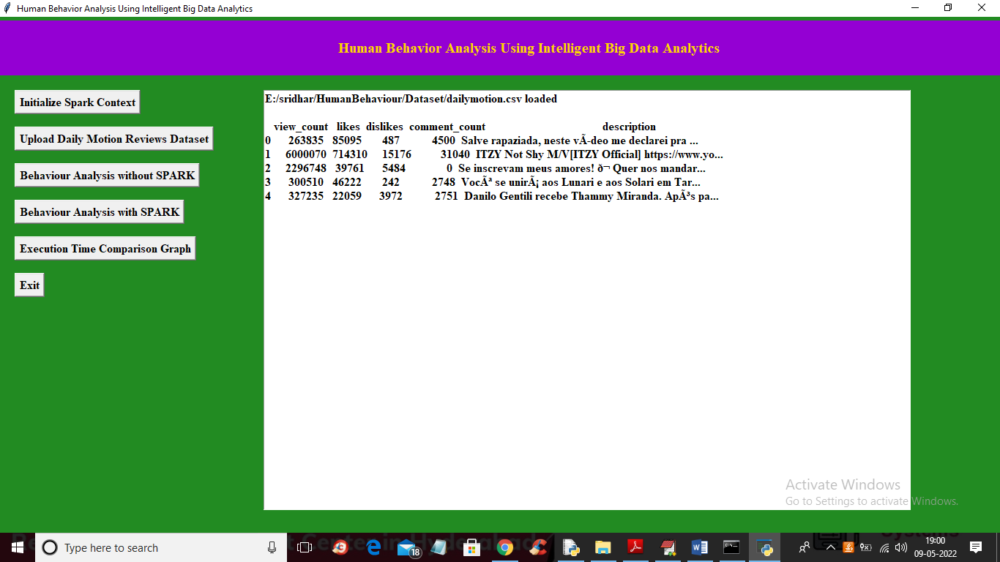 Human Behavior Analysis Using Intelligent Big Data Analytics
Human Behavior Analysis Using Intelligent Big Data Analytics
Initialize Spark Context
Upload Daily Motion Reviews Dataset
Behaviour Analysis without SPARK
Behaviour Analysis with SPARK
Execution Time Comparison Graph
Exit
E:/sridhar/HumanBehaviour/Dataset/dailymotion.csv loaded
view_count likes dislikes comment_count description
0 263835 85095 487 4500 Salve rapaziada, neste vÃ-deo me declarei pra ...
1 6000070 714310 15176 31040 ITZY Not Shy M/V[ITZY Official] https://www.yo...
2 2296748 39761 5484 0 Se inscrevam meus amores! ð¬ Quer nos mandar...
3 300510 46222 242 2748 VocÃª se unirÃ¡ aos Lunari e aos Solari em Tar...
4 327235 22059 3972 2751 Danilo Gentili recebe Thammy Miranda. ApÃ³s pa...
Activate Windows
Go to Settings to activate Windows.
Type here to search
18
19:00
09-05-2022